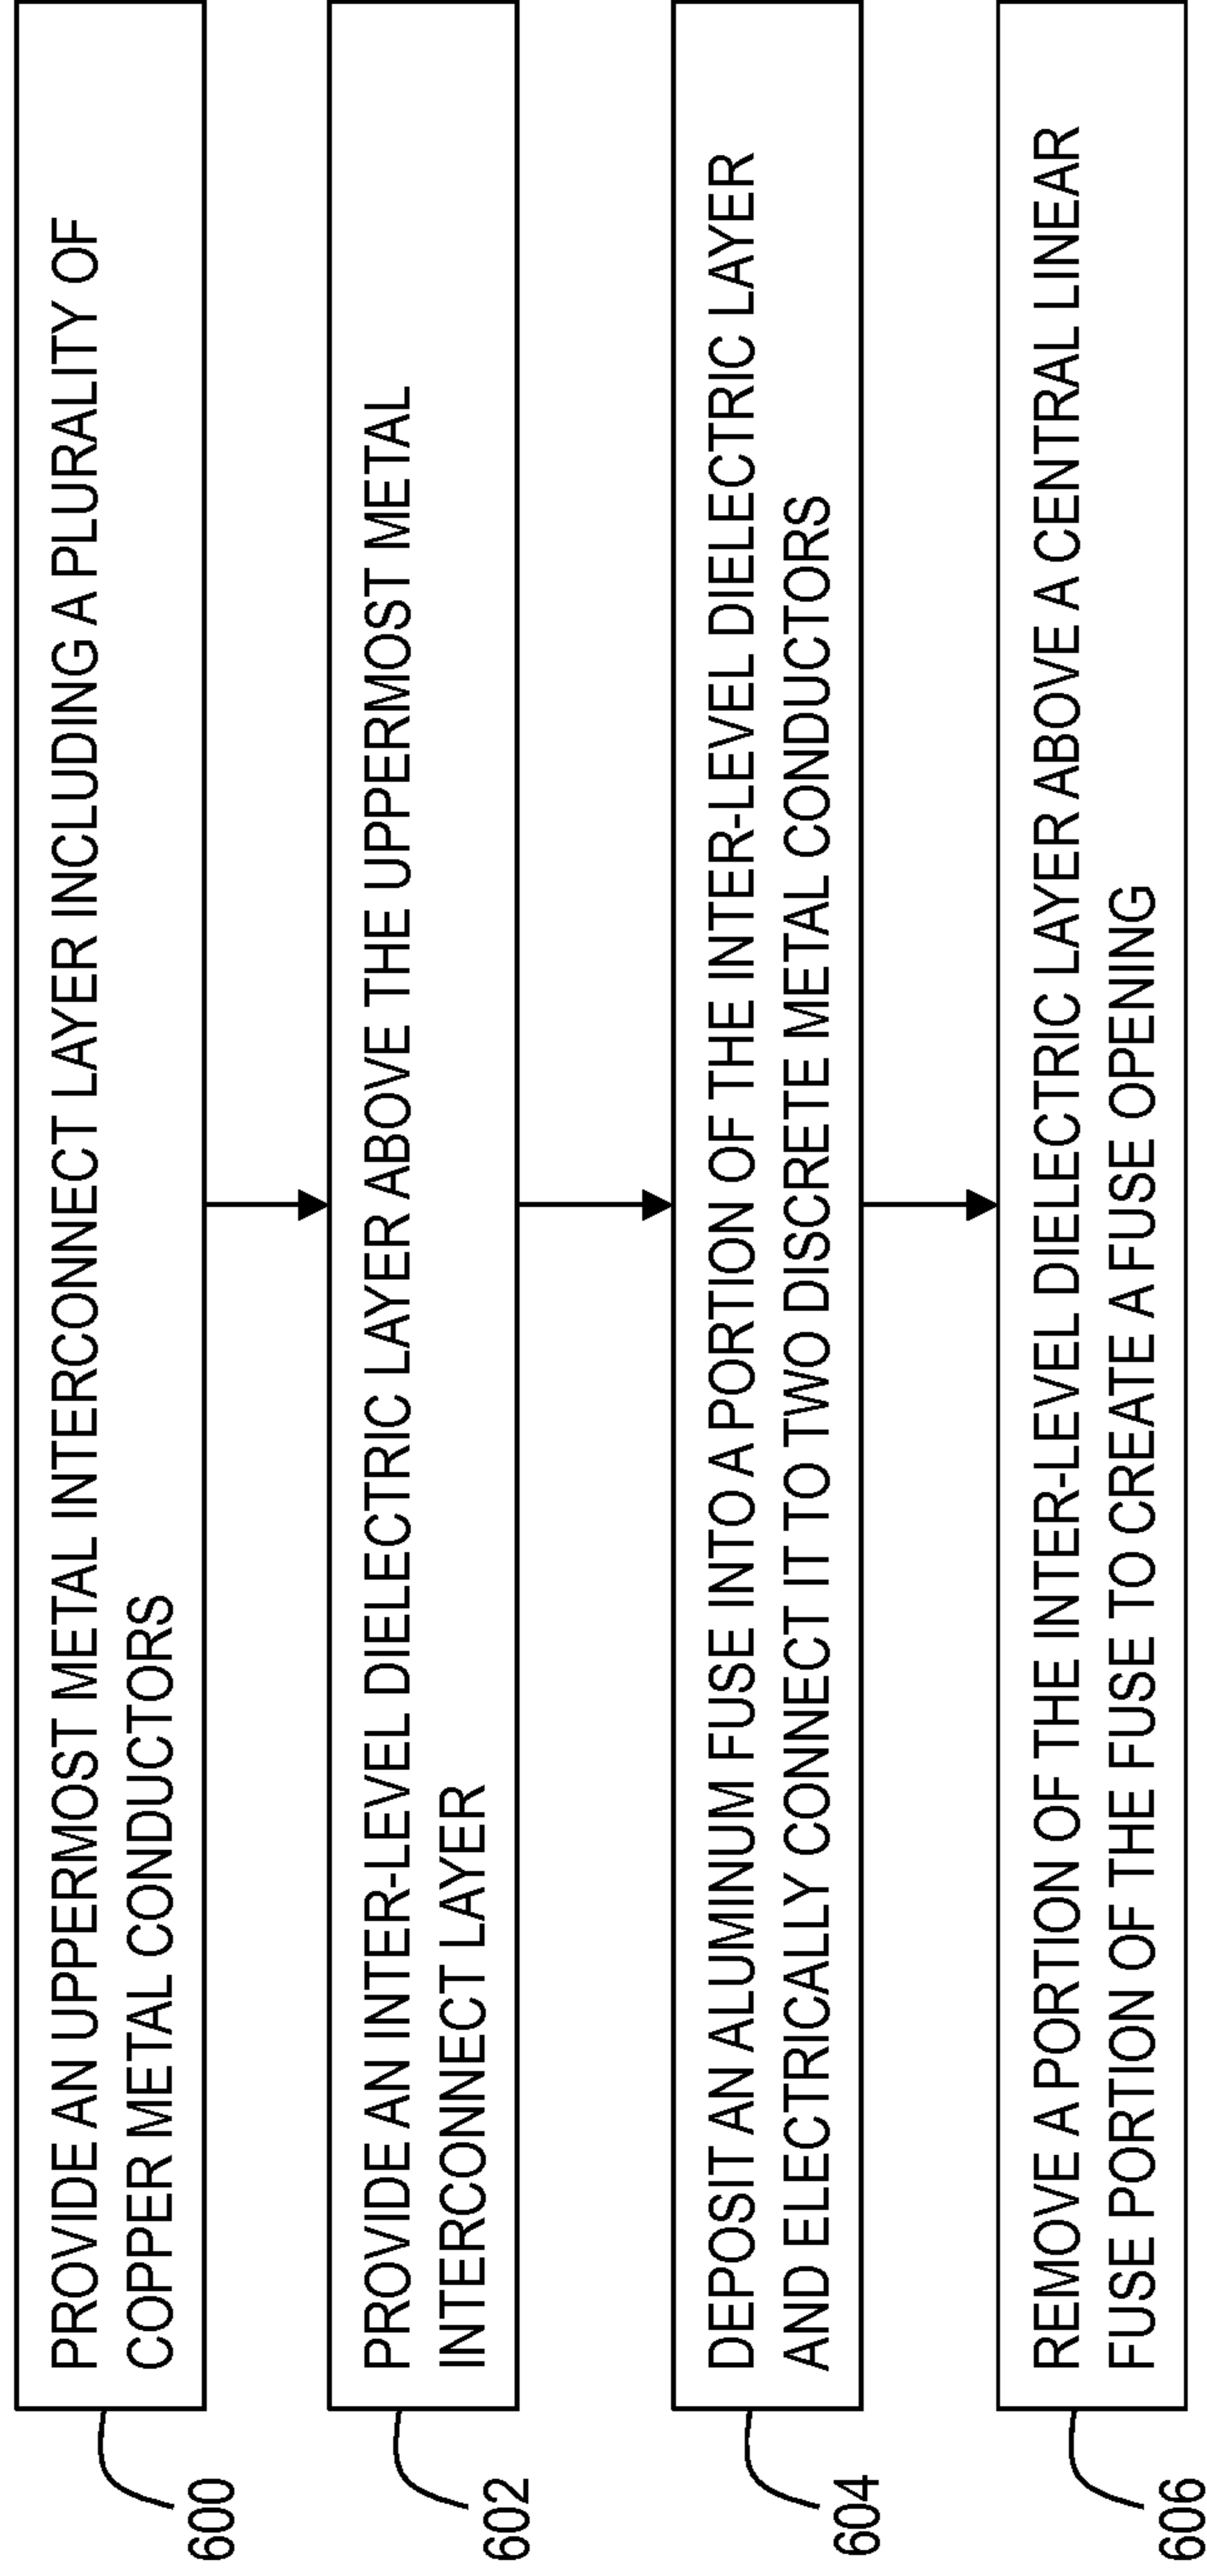 PROVIDE AN UPPERMOST METAL INTERCONNECT LAYER INCLUDING A PLURALITY OF
COPPER METAL CONDUCTORS
600
PROVIDE AN INTER-LEVEL DIELECTRIC LAYER ABOVE THE UPPERMOST METAL
INTERCONNECT LAYER
602
DEPOSIT AN ALUMINUM FUSE INTO A PORTION OF THE INTER-LEVEL DIELECTRIC LAYER
AND ELECTRICALLY CONNECT IT TO TWO DISCRETE METAL CONDUCTORS
604
REMOVE A PORTION OF THE INTER-LEVEL DIELECTRIC LAYER ABOVE A CENTRAL LINEAR
FUSE PORTION OF THE FUSE TO CREATE A FUSE OPENING
606